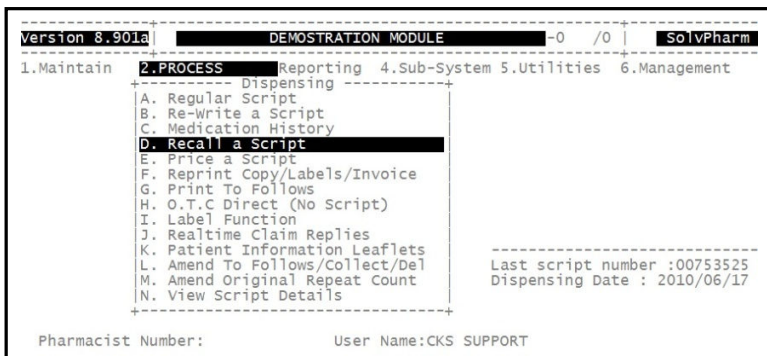 Version 8.901a| DEMOSTRATION MODULE -0 /0 | SolvPharm
1.Maintain 2.PROCESS Reporting 4.Sub-System 5.Utilities 6.Management
Dispensing
A. Regular Script
B. Re-Write a Script
C. Medication History
D. Recall a Script
E. Price a Script
F. Reprint Copy/Labels/Invoice
G. Print To Follows
H. O.T.C Direct (No Script)
I. Label Function
J. Realtime Claim Replies
K. Patient Information Leaflets
L. Amend To Follows/Collect/Del Last script number :00753525
M. Amend Original Repeat Count Dispensing Date : 2010/06/17
N. View Script Details
Pharmacist Number: User Name:CKS SUPPORT